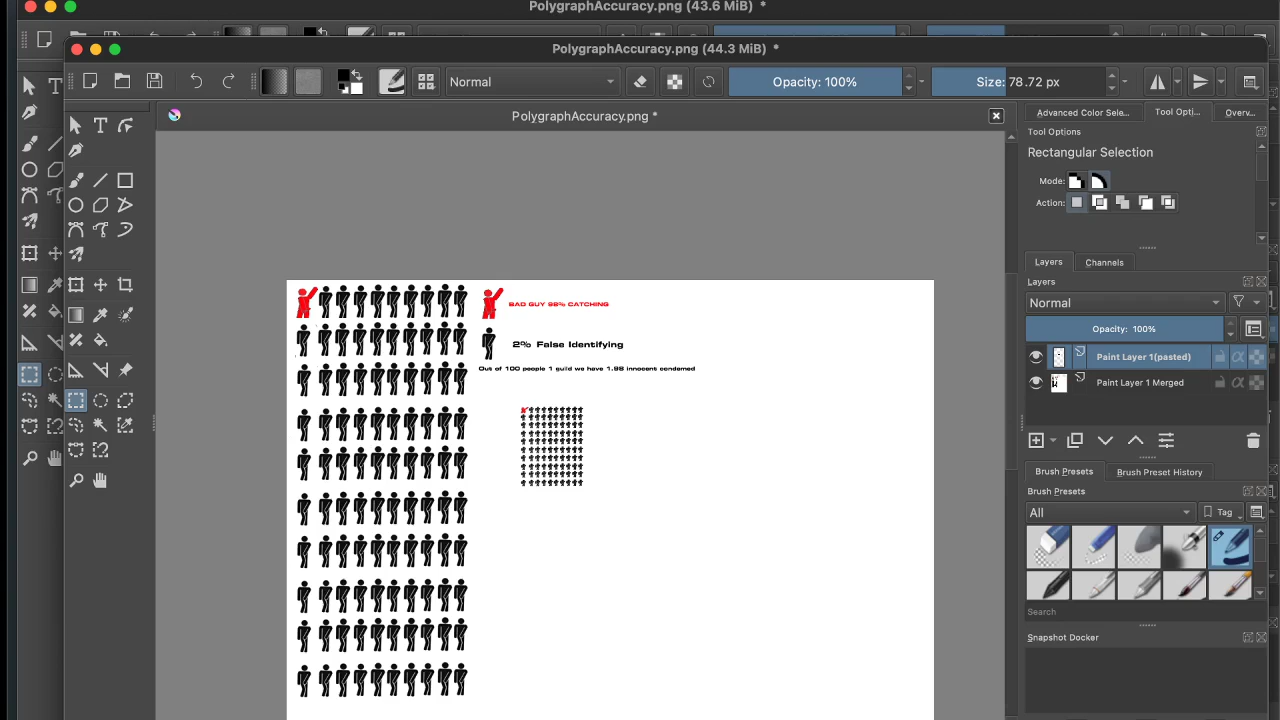 PolygraphAccuracy.png (43.6 MiB) *
PolygraphAccuracy.png (44.3 MiB) *
Normal
Opacity: 100%
Size: 78.72 px
PolygraphAccuracy.png *
Advanced Color Sele...
Tool Opti...
Overv...
Tool Options
Rectangular Selection
Mode:
Action:
Layers
Channels
Layers
Normal
Opacity: 100%
Paint Layer 1(pasted)
Paint Layer 1 Merged
Brush Presets
Brush Preset History
Brush Presets
All
Tag
Search
Snapshot Docker
BAD GUY 98% CATCHING
2% False Identifying
Out of 100 people 1 guild we have 1.98 innocent condemed